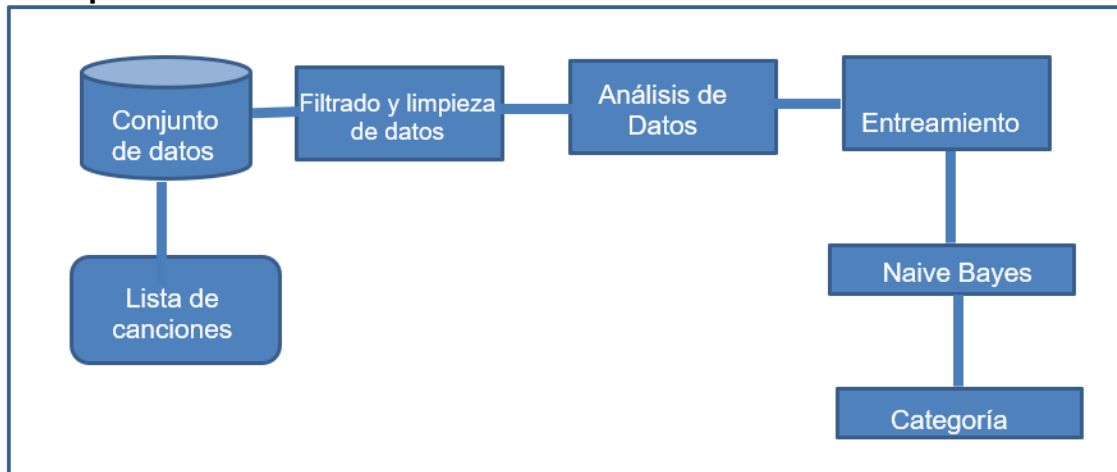 Conjunto
de datos
Filtrado y limpieza
de datos
Análisis de
Datos
Entreamiento
Lista de
canciones
Naive Bayes
Categoría